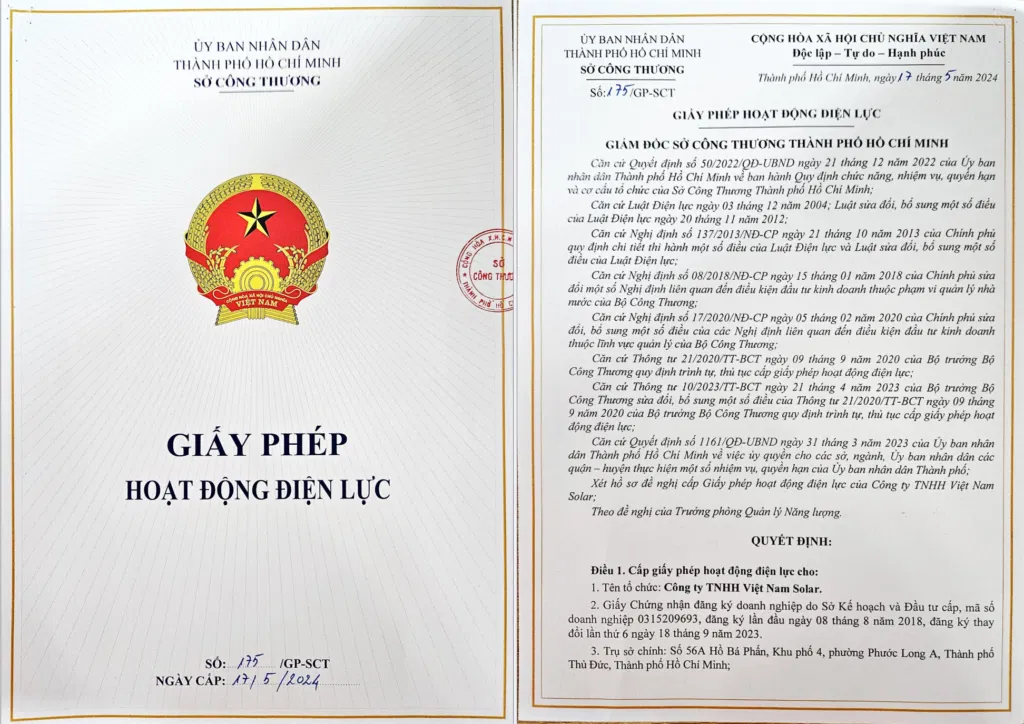 ỦY BAN NHÂN DÂN
THÀNH PHỐ HỒ CHÍ MINH
SỞ CÔNG THƯƠNG
CỘNG HÒA XÃ HỘI CHỦ NGHĨA
VIỆT NAM
CỘNG HÒA X.H.C.N
SỞ
CÔNG THƯƠ
THÀNH PHỐ HỒ C
GIẤY PHÉP
HOẠT ĐỘNG ĐIỆN LỰC
SỐ: 175 /GP-SCT
NGÀY CẤP: 17/5/2024
ỦY BAN NHÂN DÂN
THÀNH PHỐ HỒ CHÍ MINH
SỞ CÔNG THƯƠNG
Số: 175/GP-SCT
CỘNG HÒA XÃ HỘI CHỦ NGHĨA VIỆT NAM
Độc lập – Tự do – Hạnh phúc
Thành phố Hồ Chí Minh, ngày 17 tháng 5 năm 2024
GIẤY PHÉP HOẠT ĐỘNG ĐIỆN LỰC
GIÁM ĐỐC SỞ CÔNG THƯƠNG THÀNH PHỐ HỒ CHÍ MINH
Căn cứ Quyết định số 50/2022/QĐ-UBND ngày 21 tháng 12 năm 2022 của Ủy ban
nhân dân Thành phố Hồ Chí Minh về ban hành Quy định chức năng, nhiệm vụ, quyền hạn
và cơ cấu tổ chức của Sở Công Thương Thành phố Hồ Chí Minh;
Căn cứ Luật Điện lực ngày 03 tháng 12 năm 2004; Luật sửa đổi, bổ sung một số điều
của Luật Điện lực ngày 20 tháng 11 năm 2012;
Căn cứ Nghị định số 137/2013/NĐ-CP ngày 21 tháng 10 năm 2013 của Chính phủ
quy định chi tiết thi hành một số điều của Luật Điện lực và Luật sửa đổi, bổ sung một số
điều của Luật Điện lực;
Căn cứ Nghị định số 08/2018/NĐ-CP ngày 15 tháng 01 năm 2018 của Chính phủ sửa
đổi một số Nghị định liên quan đến điều kiện đầu tư kinh doanh thuộc phạm vi quản lý nhà
nước của Bộ Công Thương;
Căn cứ Nghị định số 17/2020/NĐ-CP ngày 05 tháng 02 năm 2020 của Chính phủ sửa
đổi, bổ sung một số điều của các Nghị định liên quan đến điều kiện đầu tư kinh doanh
thuộc lĩnh vực quản lý của Bộ Công Thương;
Căn cứ Thông tư 21/2020/TT-BCT ngày 09 tháng 9 năm 2020 của Bộ trưởng Bộ
Công Thương quy định trình tự, thủ tục cấp giấy phép hoạt động điện lực;
Căn cứ Thông tư 10/2023/TT-BCT ngày 21 tháng 4 năm 2023 của Bộ trưởng Bộ
Công Thương sửa đổi, bổ sung một số điều của Thông tư 21/2020/TT-BCT ngày 09 tháng
9 năm 2020 của Bộ trưởng Bộ Công Thương quy định trình tự, thủ tục cấp giấy phép hoạt
động điện lực;
Căn cứ Quyết định số 1161/QĐ-UBND ngày 31 tháng 3 năm 2023 của Ủy ban nhân
dân Thành phố Hồ Chí Minh về việc ủy quyền cho các sở, ngành, Ủy ban nhân dân các
quận – huyện thực hiện một số nhiệm vụ, quyền hạn của Ủy ban nhân dân Thành phố;
Xét hồ sơ đề nghị cấp Giấy phép hoạt động điện lực của Công ty TNHH Việt Nam
Solar;
Theo đề nghị của Trưởng phòng Quản lý Năng lượng.
QUYẾT ĐỊNH:
Điều 1. Cấp giấy phép hoạt động điện lực cho:
1. Tên tổ chức: Công ty TNHH Việt Nam Solar.
2. Giấy Chứng nhận đăng ký doanh nghiệp do Sở Kế hoạch và Đầu tư cấp, mã số
doanh nghiệp 0315209693, đăng ký lần đầu ngày 08 tháng 8 năm 2018, đăng ký thay
đổi lần thứ 6 ngày 18 tháng 9 năm 2023.
3. Trụ sở chính: Số 56A Hồ Bá Phấn, Khu phố 4, phường Phước Long A, Thành phố
Thủ Đức, Thành phố Hồ Chí Minh;